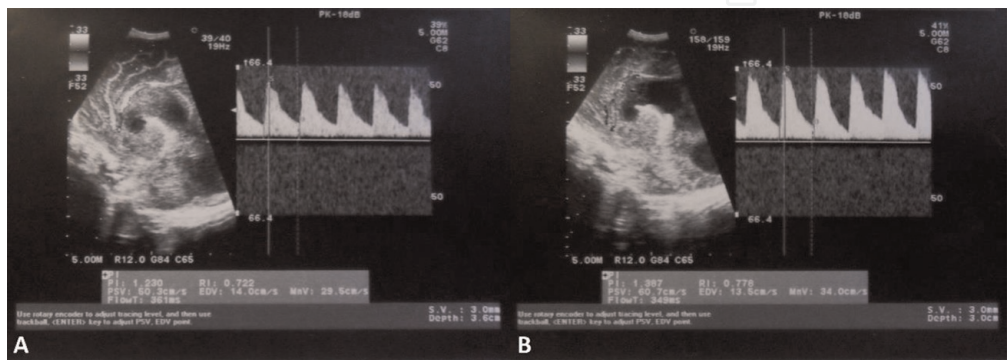 PK-18dB
39/40
19Hz
39%
5.00M
G62
C8
.33
.33
F52
↑66.4
50
50
66.4
5.00M R12.0 G84 C65
PI: 1.230 RI: 0.722
PSV: 50.3cm/s EDV: 14.0cm/s MnV: 29.5cm/s
FlowT: 361ms
Use rotary encoder to adjust tracing level, and then use
trackball. <ENTER> key to adjust PSV, EDV point.
S.V. : 3.0mm
Depth: 3.6cm
A
PK-18dB
158/159
19Hz
41%
5.00M
G62
C8
.33
.33
F52
↑66.4
50
50
66.4
5.00M R12.0 G84 C65
PI: 1.387 RI: 0.778
PSV: 60.7cm/s EDV: 13.5cm/s MnV: 34.0cm/s
FlowT: 349ms
Use rotary encoder to adjust tracing level, and then use
trackball. <ENTER> key to adjust PSV, EDV point.
S.V. : 3.0mm
Depth: 3.0cm
B